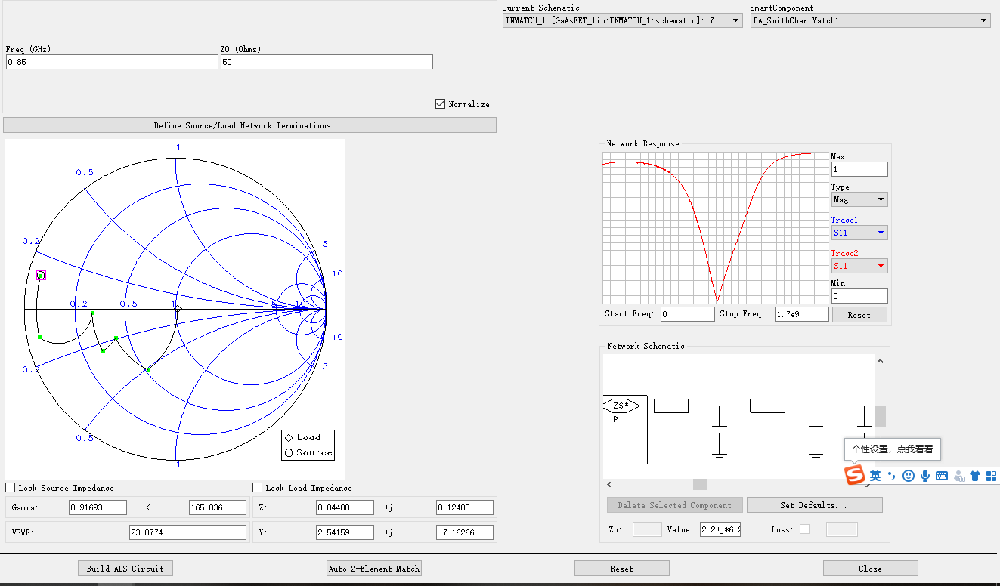 Current Schematic
SmartComponent
INMATCH_1 [GaAsFET_lib:INMATCH_1:schematic]: 7
DA_SmithChartMatch1
Freq (GHz)
Z0 (Ohms)
0.85
50
Normalize
Define Source/Load Network Terminations...
1
0.5
0.2
5
10
0.2
0.5
1
5
10
10
5
0.2
0.5
1
Load
Source
Network Response
Max
1
Type
Mag
Trace1
S11
Trace2
S11
Min
0
Start Freq:
0
Stop Freq:
1.7e9
Reset
Network Schematic
ZS*
P1
个性设置，点我看看
英
Lock Source Impedance
Lock Load Impedance
Gamma:
0.91693
<
165.836
Z:
0.04400
+j
0.12400
VSWR:
23.0774
Y:
2.54159
+j
-7.16266
Delete Selected Component
Set Defaults...
Zo:
Value:
2.2+j*6.2
Loss:
Build ADS Circuit
Auto 2-Element Match
Reset
Close